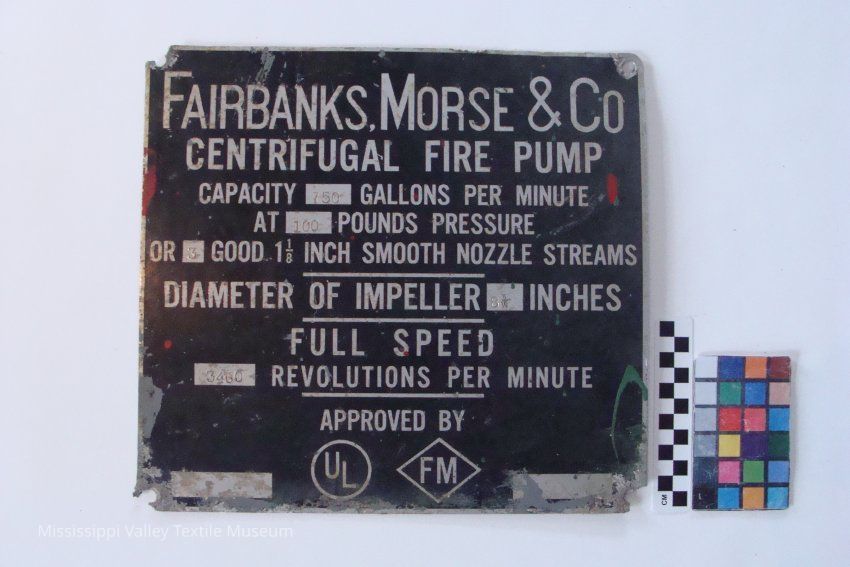 FAIRBANKS, MORSE & CO
CENTRIFUGAL FIRE PUMP
CAPACITY 750 GALLONS PER MINUTE
AT 100 POUNDS PRESSURE
OR 3 GOOD 1 1/8 INCH SMOOTH NOZZLE STREAMS
DIAMETER OF IMPELLER INCHES
FULL SPEED
REVOLUTIONS PER MINUTE
APPROVED BY
UL FM
CM
Mississippi Valley Textile Museum